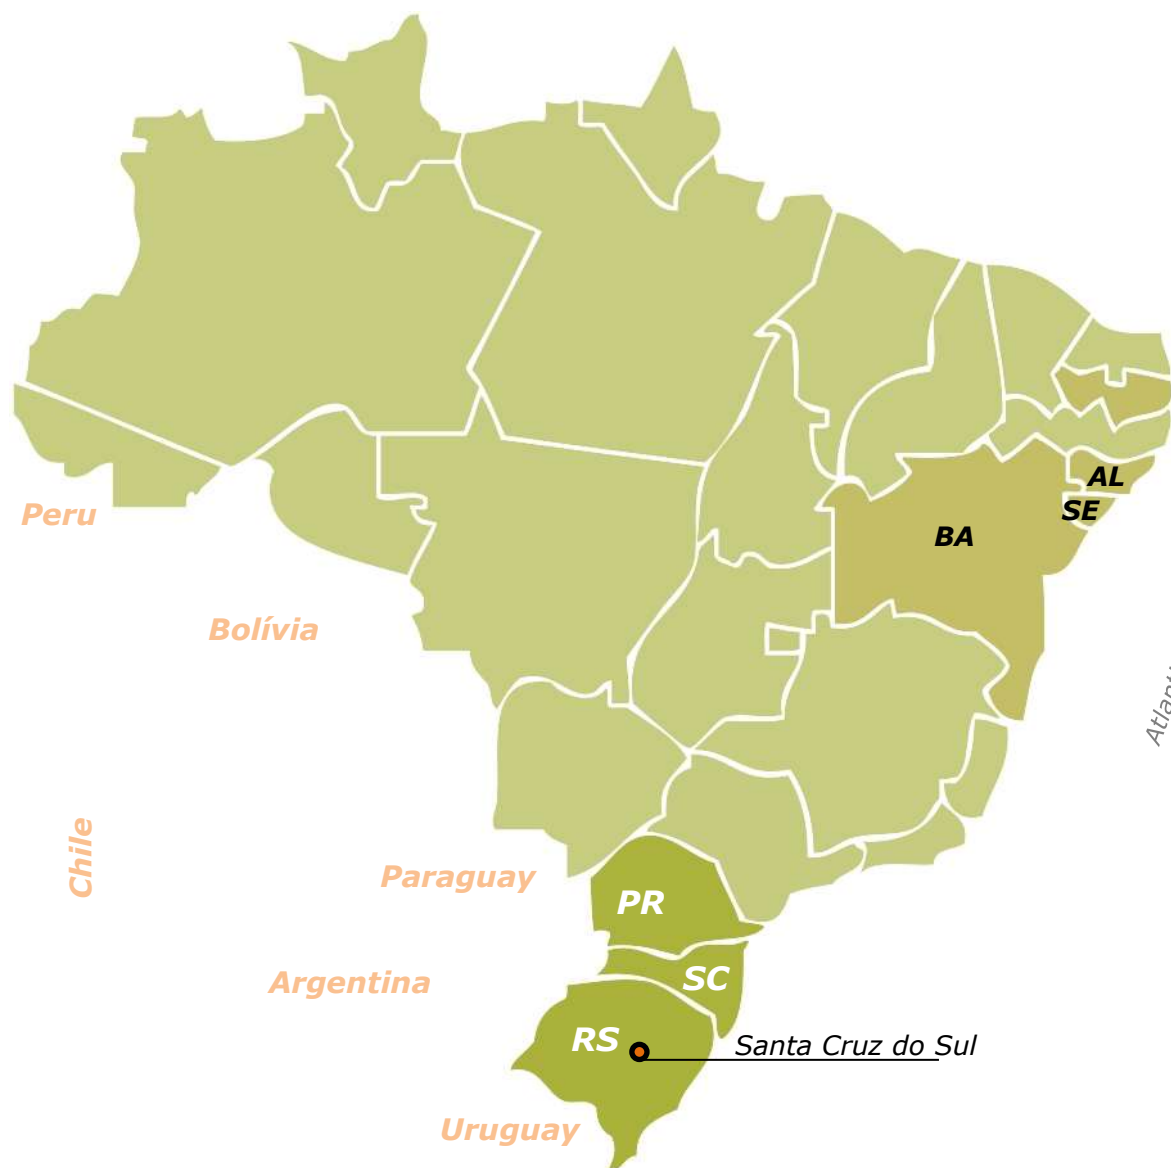 AL
Peru
SE
BA
Bolívia
Chile
Paraguay
PR
Argentina
SC
RS
Santa Cruz do Sul
Uruguay